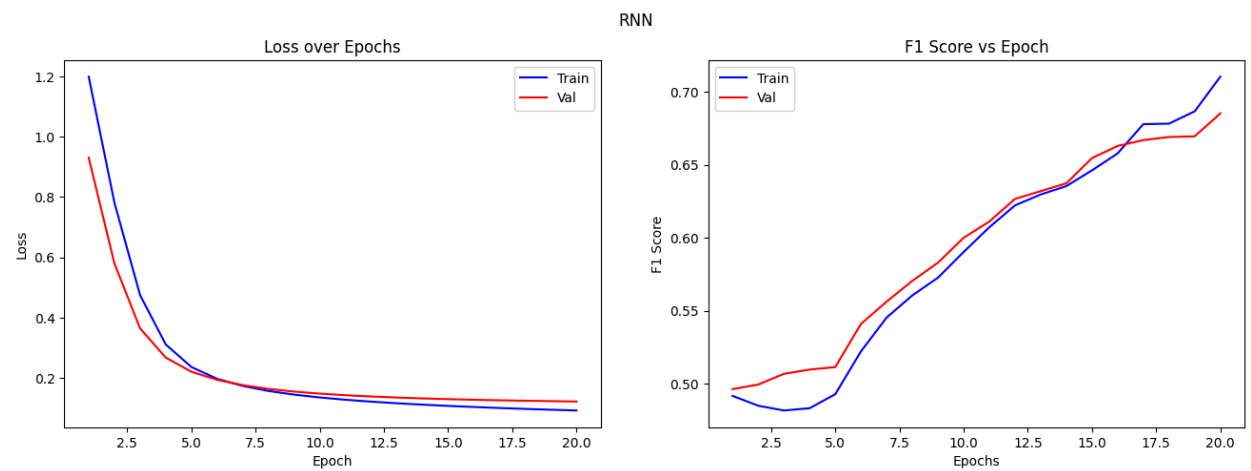 RNN
Loss over Epochs
Train
Val
1.2
1.0
0.8
0.6
0.4
0.2
Loss
2.5 5.0 7.5 10.0 12.5 15.0 17.5 20.0
Epoch
F1 Score vs Epoch
Train
Val
0.70
0.65
0.60
0.55
0.50
F1 Score
2.5 5.0 7.5 10.0 12.5 15.0 17.5 20.0
Epochs